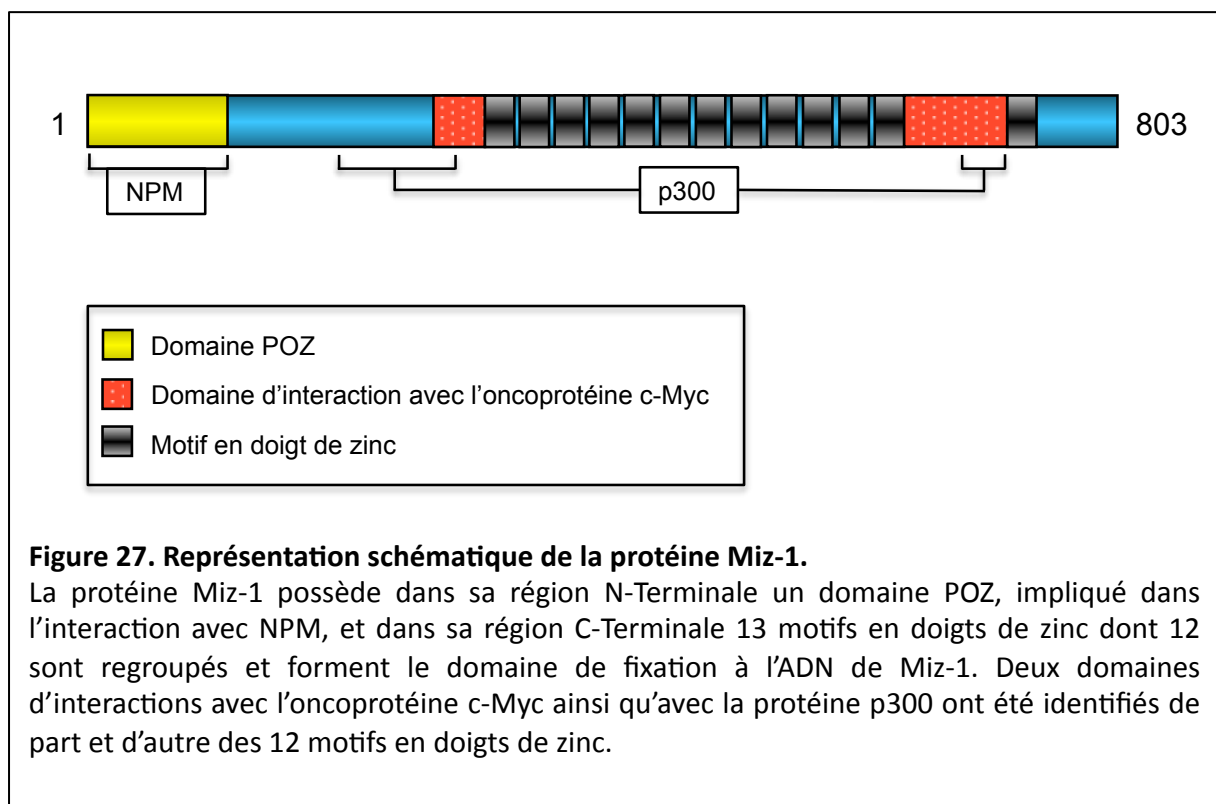 1
803
NPM
p300
Domaine POZ
Domaine d'interaction avec l'oncoprotéine c-Myc
Motif en doigt de zinc
Figure 27. Représentation schématique de la protéine Miz-1.
La protéine Miz-1 possède dans sa région N-Terminale un domaine POZ, impliqué dans
l'interaction avec NPM, et dans sa région C-Terminale 13 motifs en doigts de zinc dont 12
sont regroupés et forment le domaine de fixation à l'ADN de Miz-1. Deux domaines
d'interactions avec l'oncoprotéine c-Myc ainsi qu'avec la protéine p300 ont été identifiés de
part et d'autre des 12 motifs en doigts de zinc.